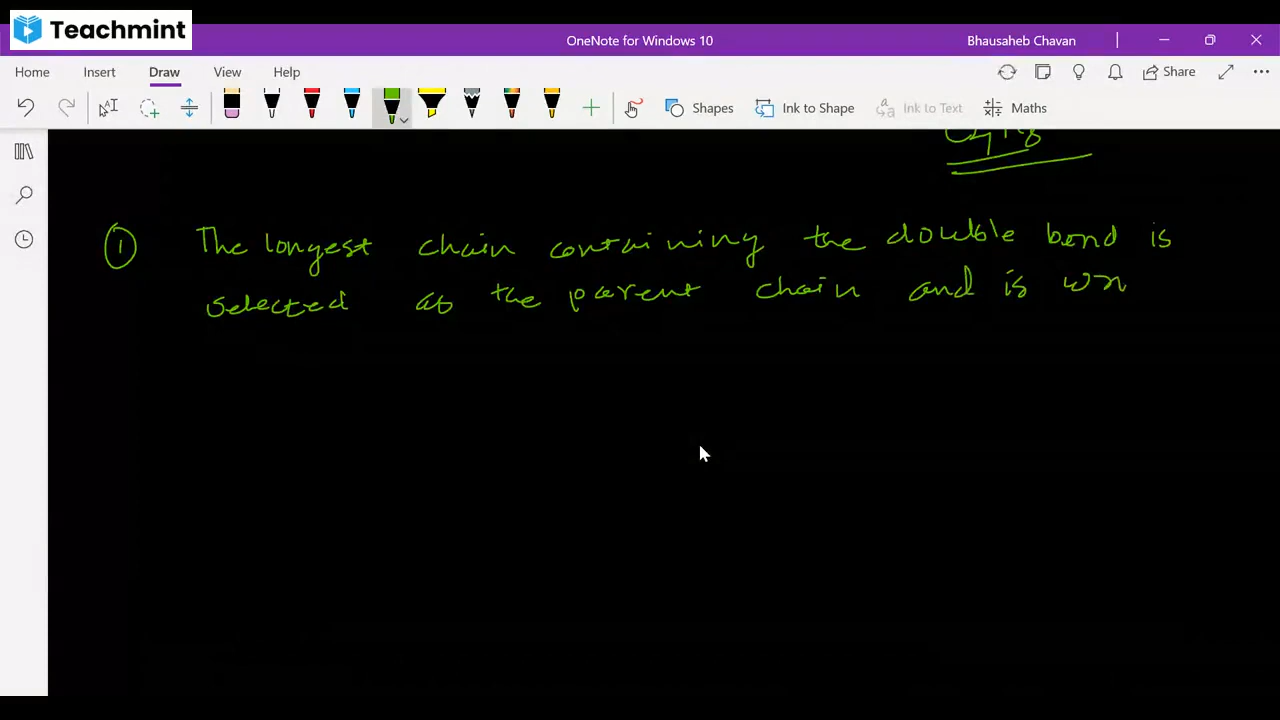 Teachmint
OneNote for Windows 10
Bhausaheb Chavan
Home Insert Draw View Help
Share
Shapes
Ink to Shape
Ink to Text
Maths
1 The longest chain containing the double bond is
selected as the parent chain and is wr